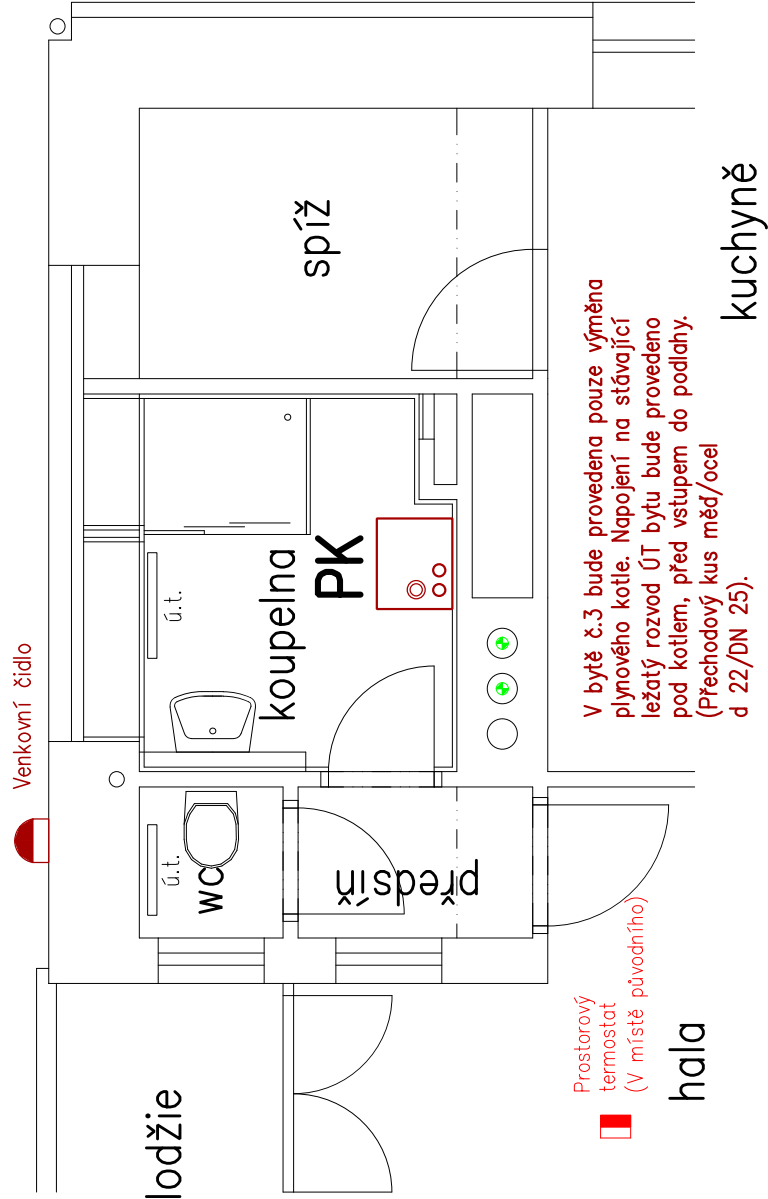 Venkovní čidlo
spíž
kuchyně
ú.t.
koupelna
PK
V bytě č.3 bude provedena pouze výměna
plynového kotle. Napojení na stávající
ležatý rozvod ÚT bytu bude provedeno
pod kotlem, před vstupem do podlahy.
(Přechodový kus měď/ocel
d 22/DN 25).
ú.t.
WC
předsíň
Prostorový
termostat
(V místě původního)
hala
lodžie